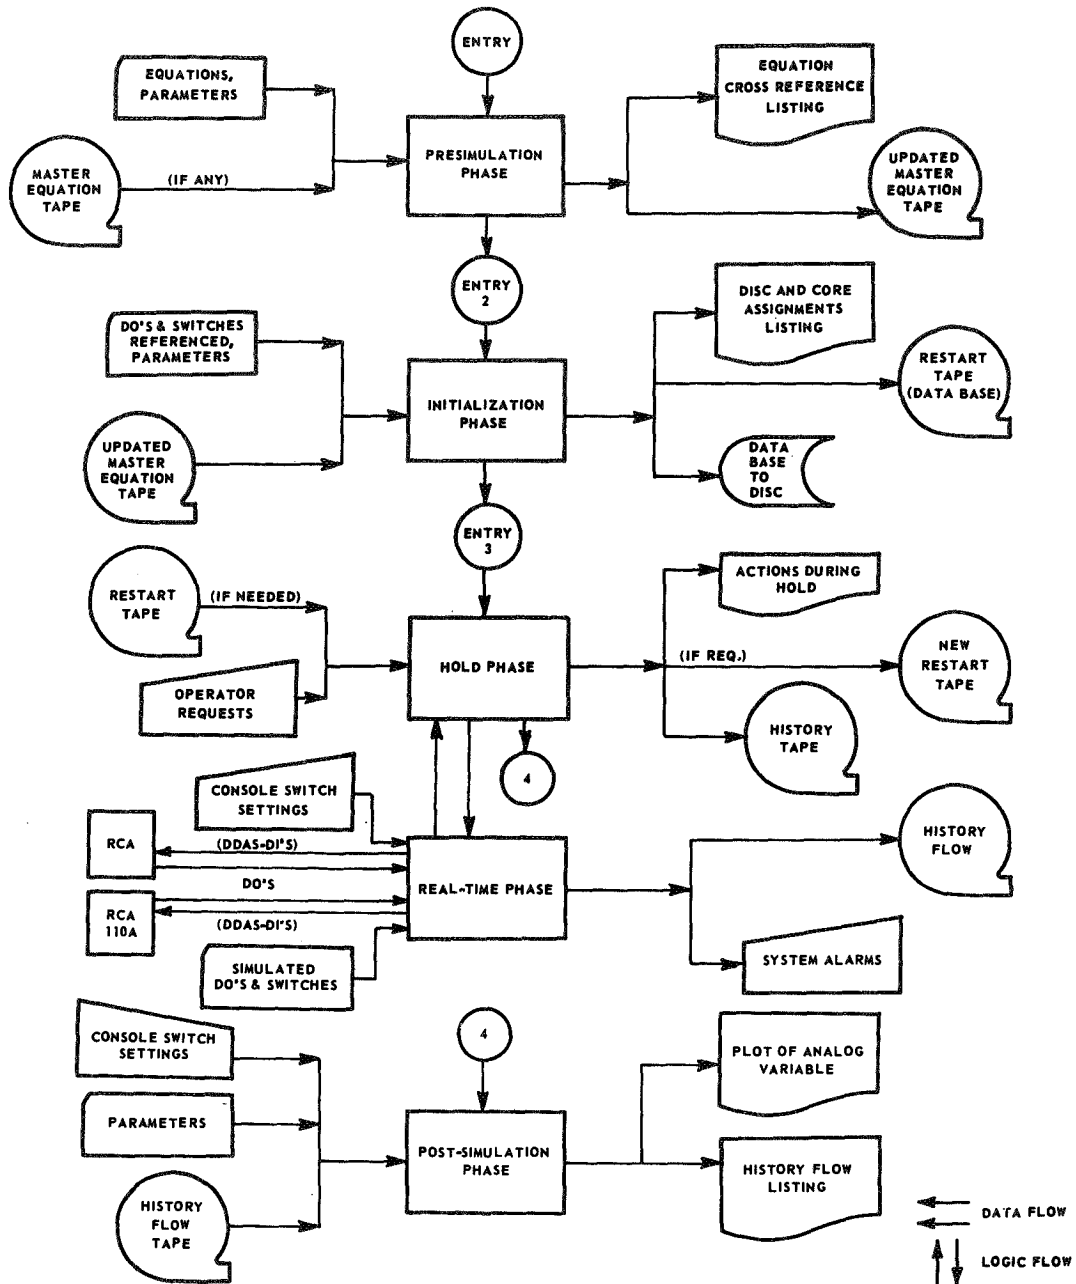 ENTRY
EQUATIONS,
PARAMETERS
EQUATION
CROSS REFERENCE
LISTING
MASTER
EQUATION
TAPE
(IF ANY)
PRESIMULATION
PHASE
UPDATED
MASTER
EQUATION
TAPE
ENTRY
2
DO'S & SWITCHES
REFERENCED,
PARAMETERS
DISC AND CORE
ASSIGNMENTS
LISTING
INITIALIZATION
PHASE
RESTART
TAPE
(DATA BASE)
UPDATED
MASTER
EQUATION
TAPE
DATA
BASE
TO
DISC
ENTRY
3
RESTART
TAPE
(IF NEEDED)
ACTIONS DURING
HOLD
HOLD PHASE
(IF REQ.)
NEW
RESTART
TAPE
OPERATOR
REQUESTS
HISTORY
TAPE
4
CONSOLE SWITCH
SETTINGS
RCA
(DDAS-DI'S)
DO'S
RCA
110A
(DDAS-DI'S)
REAL-TIME PHASE
HISTORY
FLOW
SIMULATED
DO'S & SWITCHES
SYSTEM ALARMS
CONSOLE SWITCH
SETTINGS
4
PLOT OF ANALOG
VARIABLE
PARAMETERS
POST-SIMULATION
PHASE
HISTORY FLOW
LISTING
HISTORY
FLOW
TAPE
DATA FLOW
LOGIC FLOW